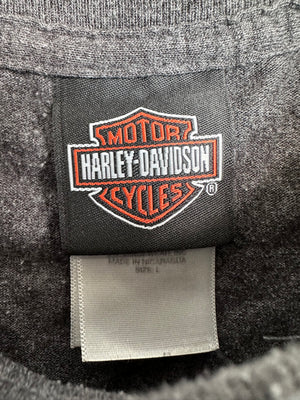 MOTOR
HARLEY-DAVIDSON
CYCLES
®
MADE IN NICARAGUA
SIZE: L